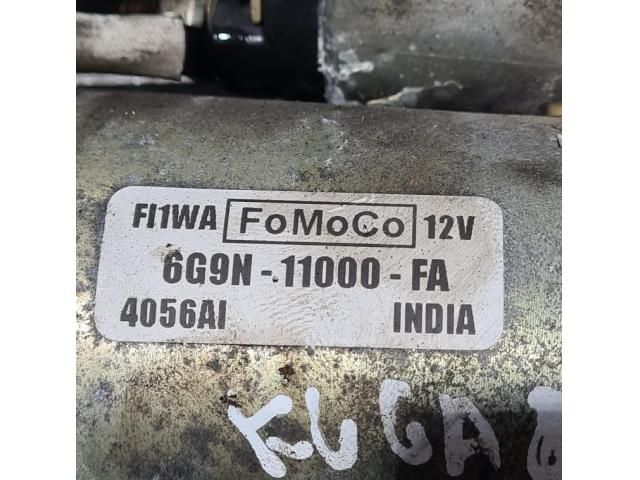 FI1WA FoMoCo 12V
6G9N-11000-FA
4056AI INDIA
KUGA